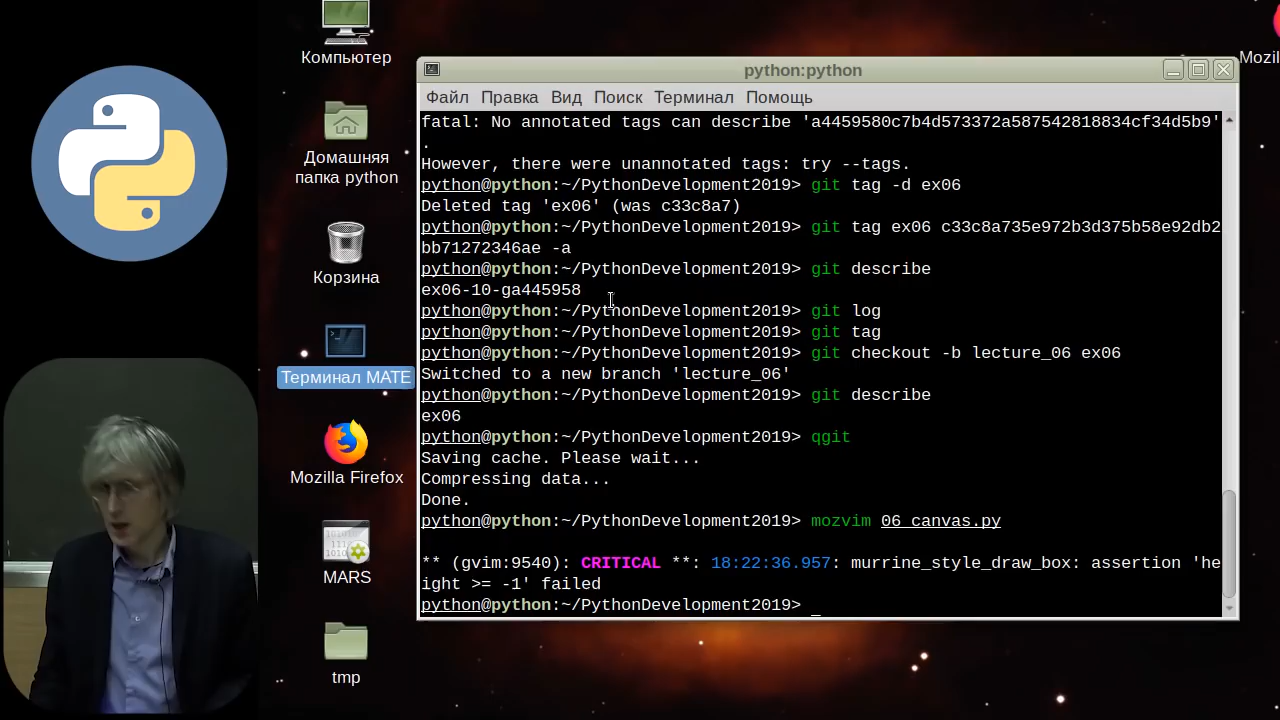 Компьютер
Домашняя
папка python
Корзина
Терминал MATE
Mozilla Firefox
MARS
tmp
Mozil
python:python
Файл Правка Вид Поиск Терминал Помощь
fatal: No annotated tags can describe 'a4459580c7b4d573372a587542818834cf34d5b9'
.
However, there were unannotated tags: try --tags.
python@python:~/PythonDevelopment2019> git tag -d ex06
Deleted tag 'ex06' (was c33c8a7)
python@python:~/PythonDevelopment2019> git tag ex06 c33c8a735e972b3d375b58e92db2
bb71272346ae -a
python@python:~/PythonDevelopment2019> git describe
ex06-10-ga445958
python@python:~/PythonDevelopment2019> git log
python@python:~/PythonDevelopment2019> git tag
python@python:~/PythonDevelopment2019> git checkout -b lecture_06 ex06
Switched to a new branch 'lecture_06'
python@python:~/PythonDevelopment2019> git describe
ex06
python@python:~/PythonDevelopment2019> qgit
Saving cache. Please wait...
Compressing data...
Done.
python@python:~/PythonDevelopment2019> mozvim 06_canvas.py
** (gvim:9540): CRITICAL **: 18:22:36.957: murrine_style_draw_box: assertion 'he
ight >= -1' failed
python@python:~/PythonDevelopment2019>